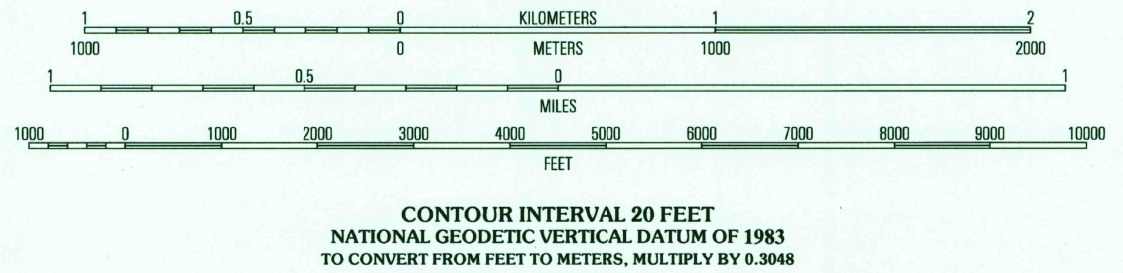 1 0.5 0 KILOMETERS 1 2
1000 0 METERS 1000 2000
1 0.5 0 1
MILES
1000 0 1000 2000 3000 4000 5000 6000 7000 8000 9000 10000
FEET
CONTOUR INTERVAL 20 FEET
NATIONAL GEODETIC VERTICAL DATUM OF 1983
TO CONVERT FROM FEET TO METERS, MULTIPLY BY 0.3048